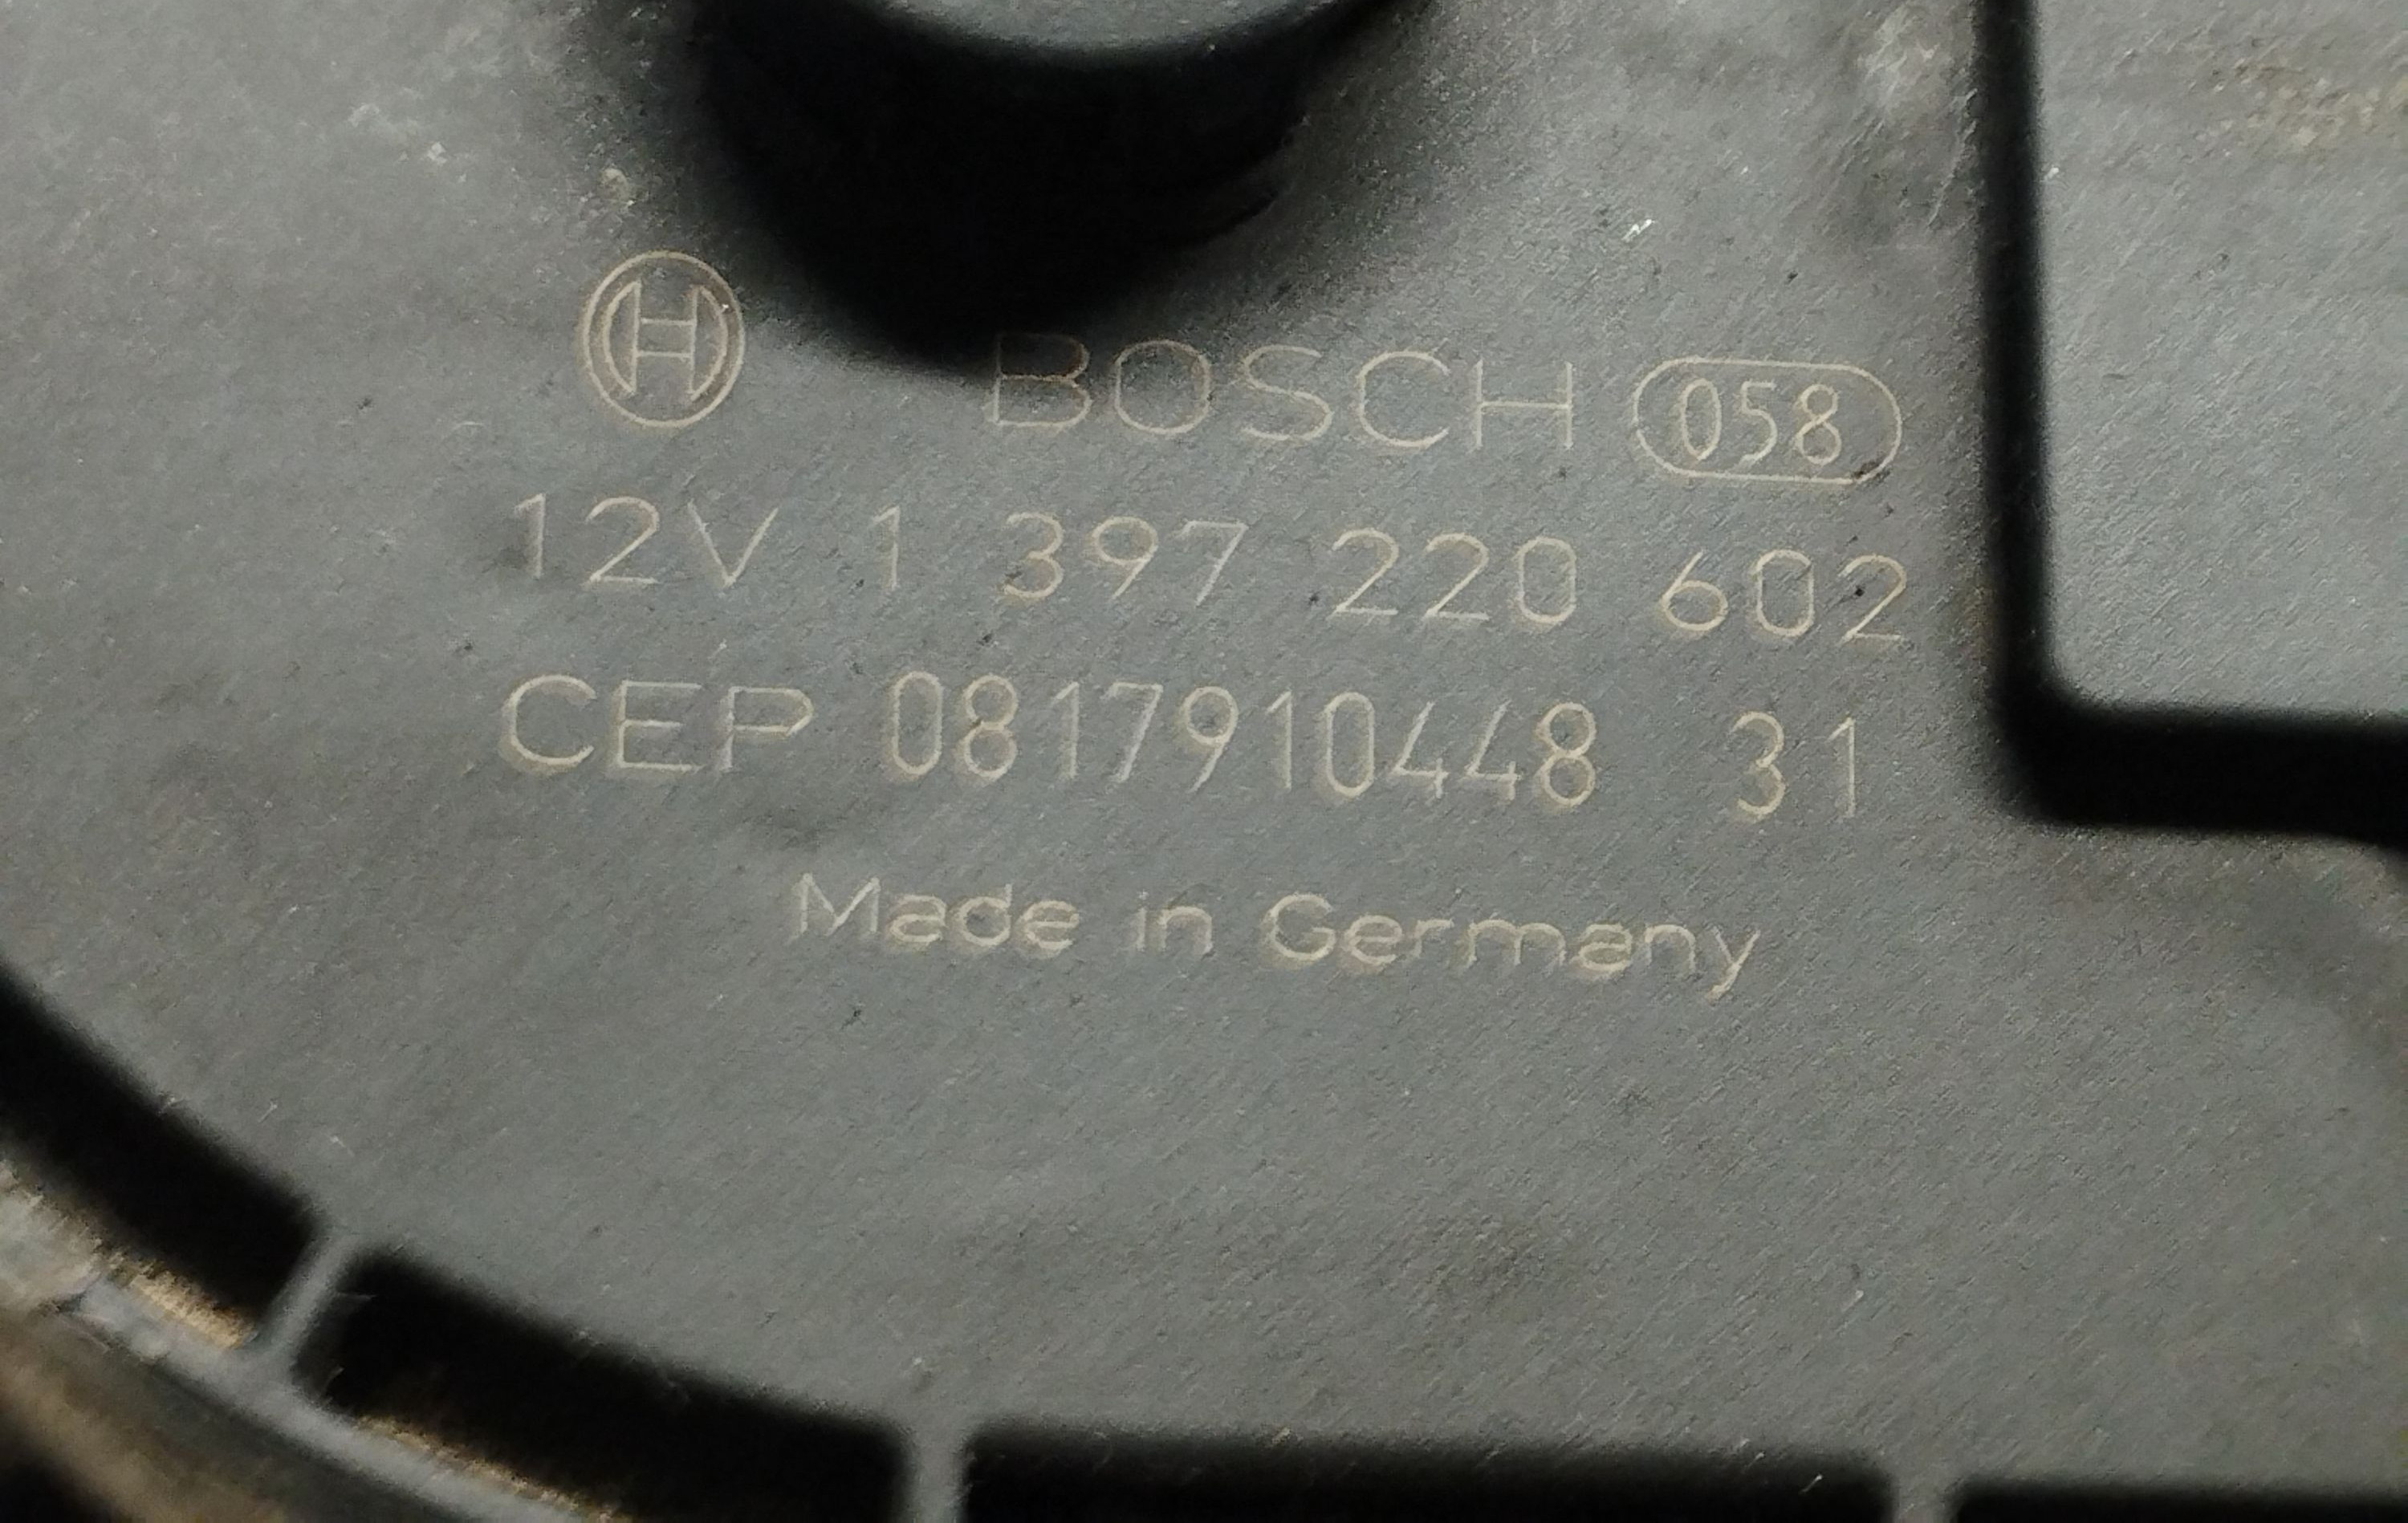 BOSCH 058
12V 1 397 220 602
CEP 0817910448 31
Made in Germany